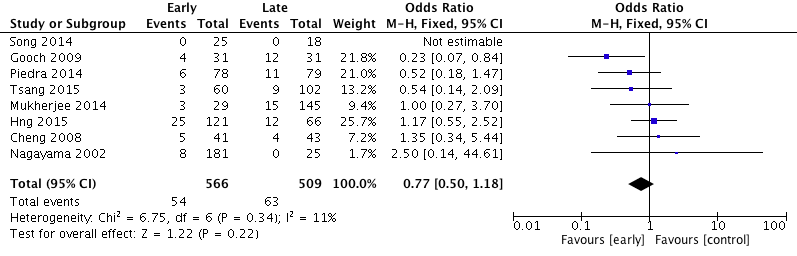 Early Late Odds Ratio Odds Ratio
Study or Subgroup Events Total Events Total Weight M-H, Fixed, 95% CI M-H, Fixed, 95% CI
Song 2014 0 25 0 18 Not estimable
Gooch 2009 4 31 12 31 21.8% 0.23 [0.07, 0.84]
Piedra 2014 6 78 11 79 21.0% 0.52 [0.18, 1.47]
Tsang 2015 3 60 9 102 13.2% 0.54 [0.14, 2.09]
Mukherjee 2014 3 29 15 145 9.4% 1.00 [0.27, 3.70]
Hng 2015 25 121 12 66 25.7% 1.17 [0.55, 2.52]
Cheng 2008 5 41 4 43 7.2% 1.35 [0.34, 5.44]
Nagayama 2002 8 181 0 25 1.7% 2.50 [0.14, 44.61]
Total (95% CI) 566 509 100.0% 0.77 [0.50, 1.18]
Total events 54 63
Heterogeneity: Chi² = 6.75, df = 6 (P = 0.34); I² = 11%
Test for overall effect: Z = 1.22 (P = 0.22)
0.01 0.1 1 10 100
Favours [early] Favours [control]